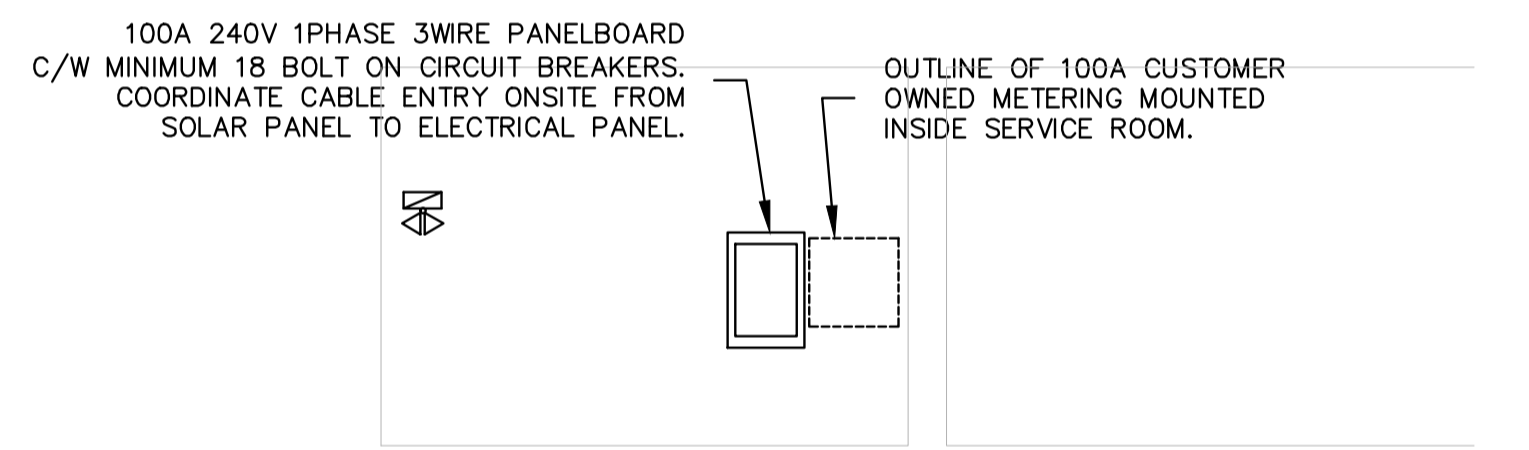 100A 240V 1PHASE 3WIRE PANELBOARD
C/W MINIMUM 18 BOLT ON CIRCUIT BREAKERS.
COORDINATE CABLE ENTRY ONSITE FROM
SOLAR PANEL TO ELECTRICAL PANEL.
OUTLINE OF 100A CUSTOMER
OWNED METERING MOUNTED
INSIDE SERVICE ROOM.